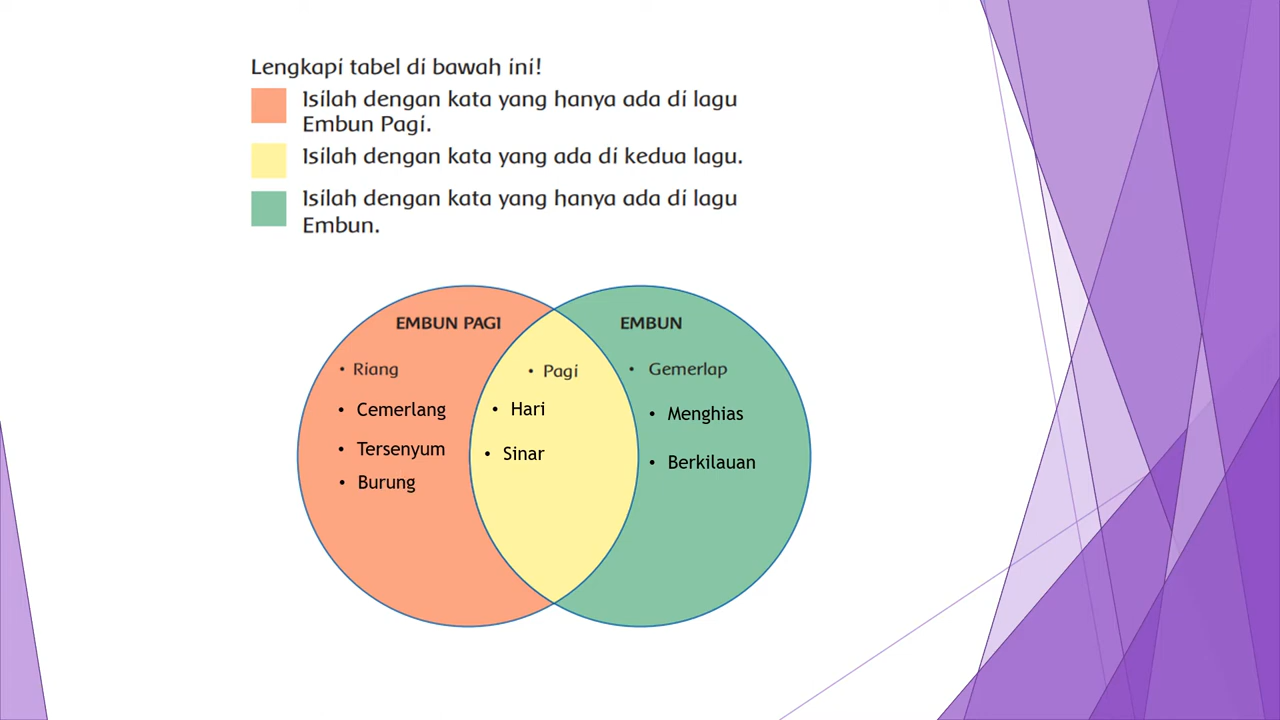 Lengkapi tabel di bawah ini!
Isilah dengan kata yang hanya ada di lagu
Embun Pagi.
Isilah dengan kata yang ada di kedua lagu.
Isilah dengan kata yang hanya ada di lagu
Embun.
EMBUN PAGI
• Riang
• Cemerlang
• Tersenyum
• Burung
• Pagi
• Hari
• Sinar
EMBUN
• Gemerlap
• Menghias
• Berkilauan